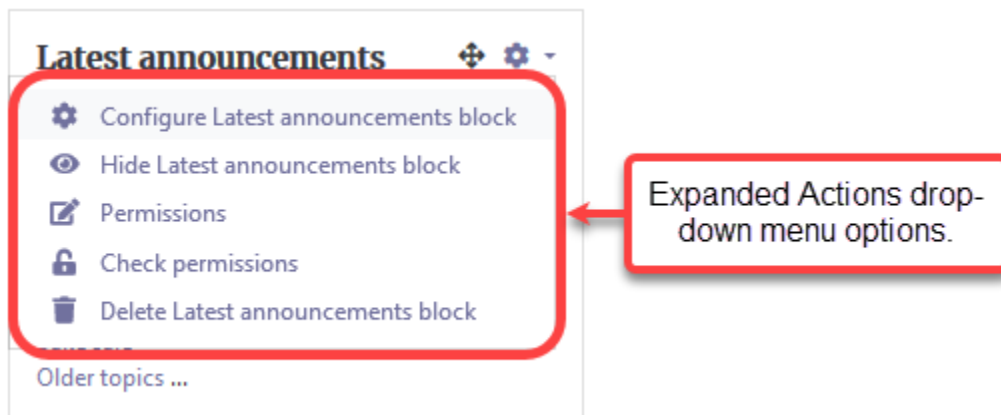 Latest announcements
Configure Latest announcements block
Hide Latest announcements block
Permissions
Check permissions
Delete Latest announcements block
Older topics ...
Expanded Actions drop-
down menu options.